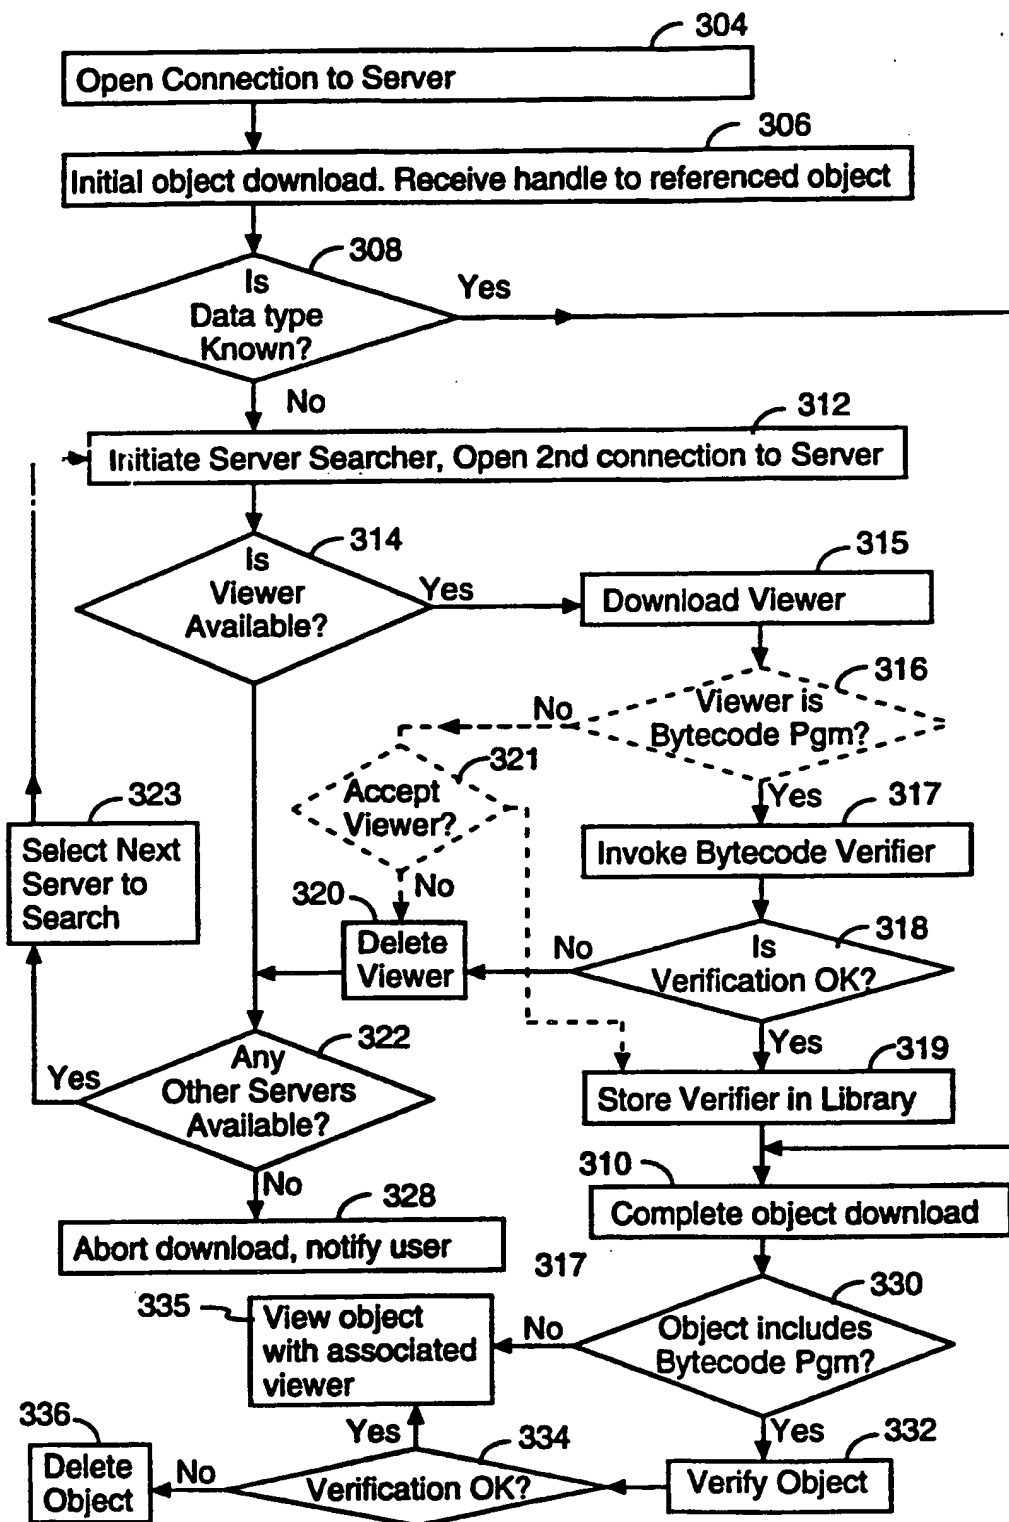 304
Open Connection to Server
306
Initial object download. Receive handle to referenced object
308
Is
Data type
Known?
Yes
No
312
Initiate Server Searcher, Open 2nd connection to Server
314
Is
Viewer
Available?
Yes
315
Download Viewer
316
Viewer is
Bytecode Pgm?
No
Yes
321
Accept
Viewer?
No
317
Invoke Bytecode Verifier
323
Select Next
Server to
Search
320
Delete
Viewer
318
Is
Verification OK?
No
Yes
322
Any
Other Servers
Available?
Yes
No
319
Store Verifier in Library
310
Complete object download
328
Abort download, notify user
317
330
Object includes
Bytecode Pgm?
No
Yes
335
View object
with associated
viewer
332
Verify Object
334
Verification OK?
Yes
No
336
Delete
Object